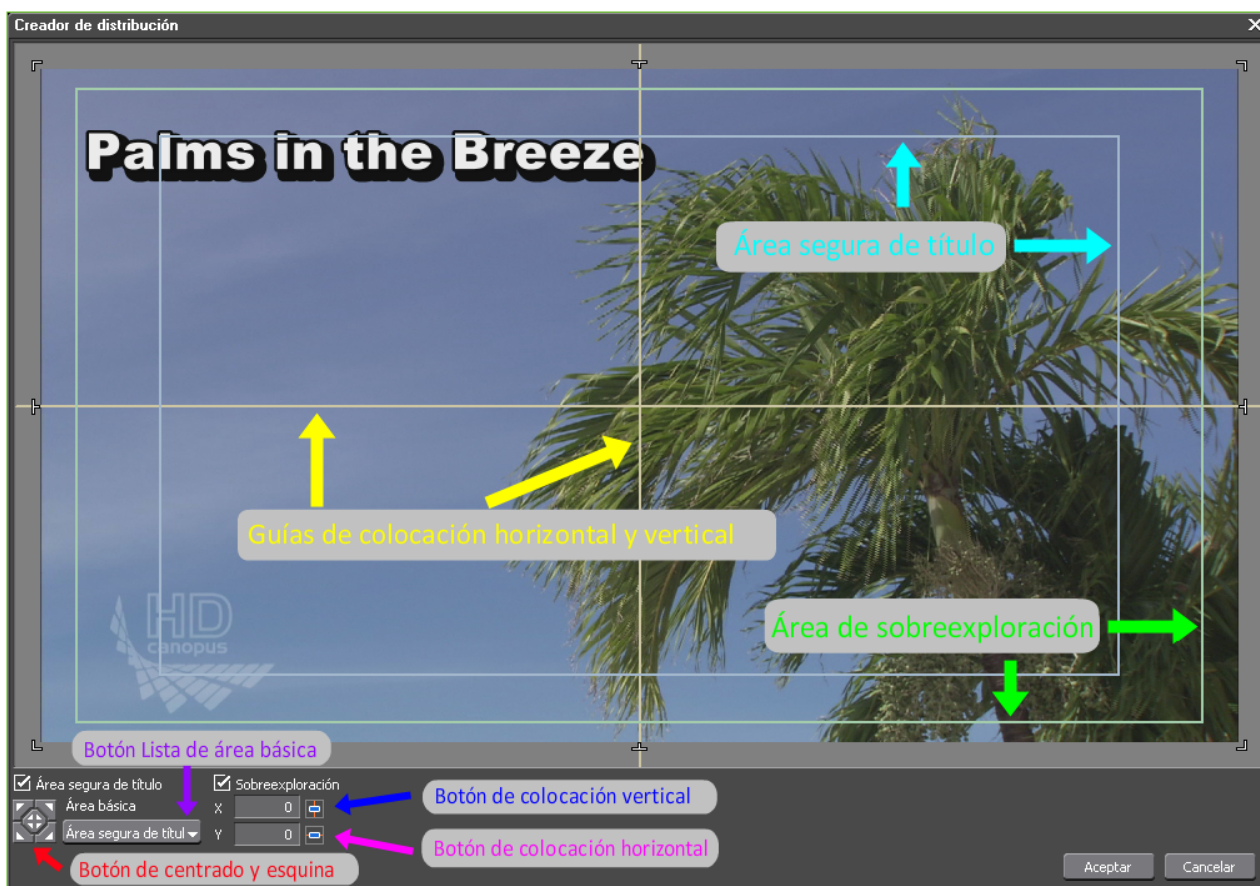 Creador de distribución
Palms in the Breeze
Área segura de título
Guías de colocación horizontal y vertical
HD
canopus
Área de sobreexploración
Botón Lista de área básica
Área segura de título
Sobreexploración
Área básica
X 0
Botón de colocación vertical
Área segura de títul
Y 0
Botón de colocación horizontal
Botón de centrado y esquina
Aceptar
Cancelar